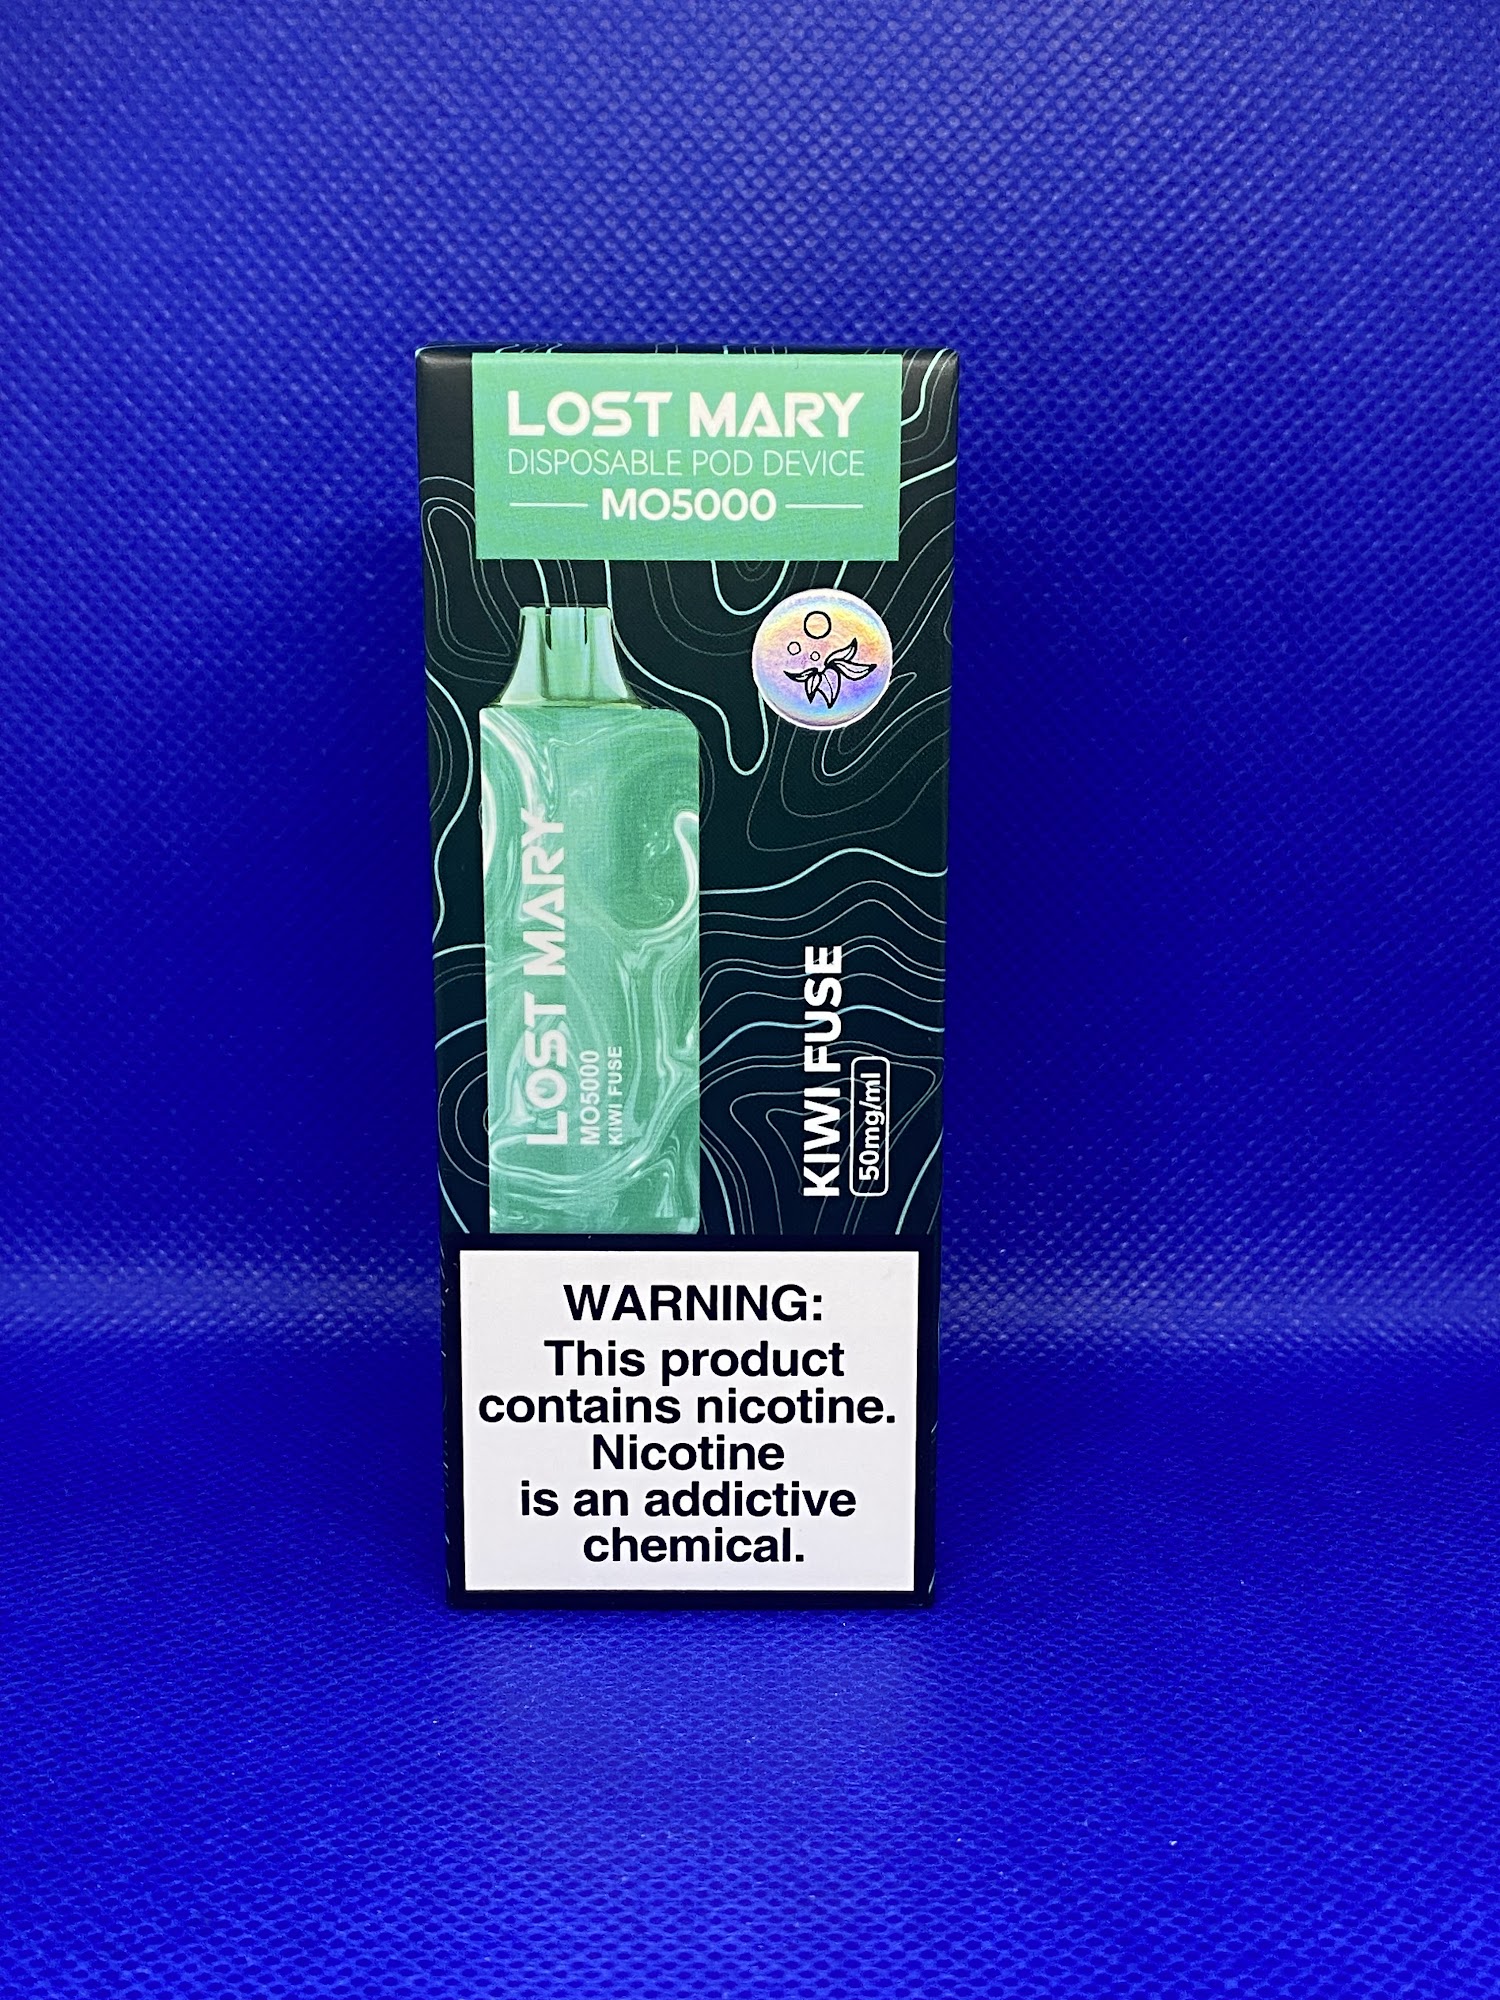 LOST MARY
DISPOSABLE POD DEVICE
MO5000
LOST MARY
MO5000
KIWI FUSE
KIWI FUSE
50mg/ml
WARNING:
This product
contains nicotine.
Nicotine
is an addictive
chemical.